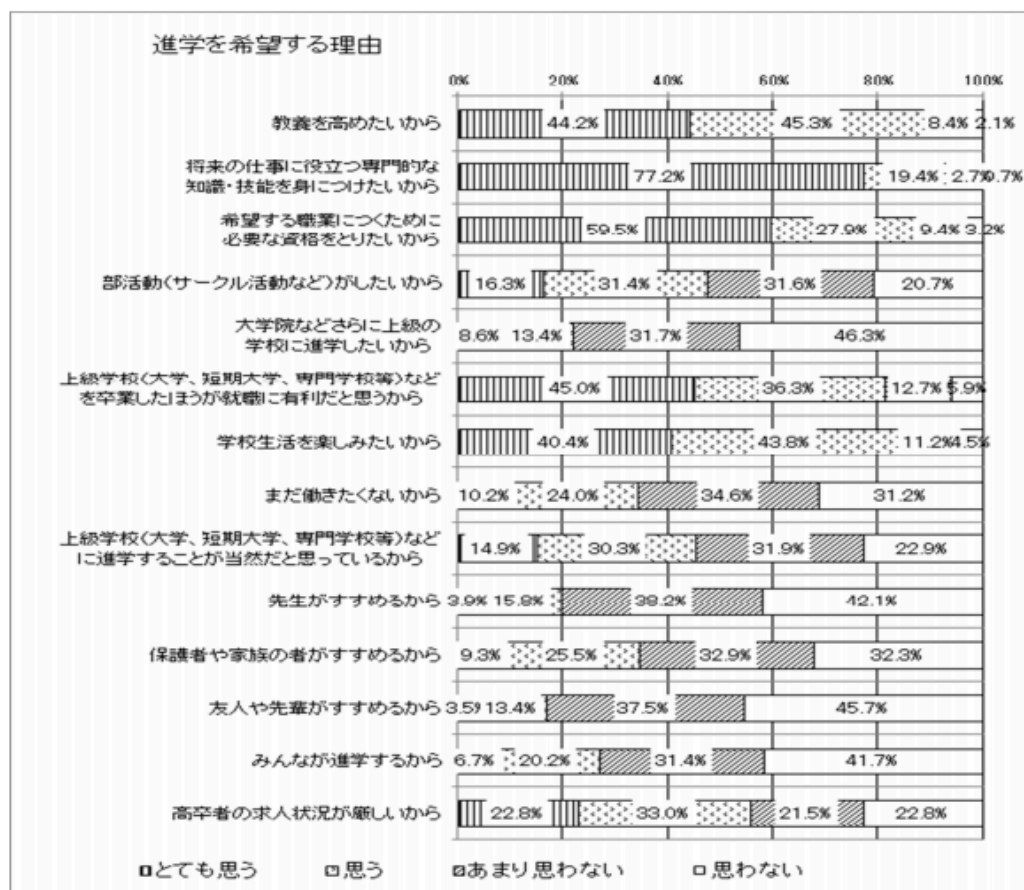 進学を希望する理由
0% 20% 40% 60% 80% 100%
教養を高めたいから 44.2% 45.3% 8.4% 2.1%
将来の仕事に役立つ専門的な
知識・技能を身につけたいから 77.2% 19.4% 2.7% 0.7%
希望する職業につくために
必要な資格をとりたいから 59.5% 27.9% 9.4% 3.2%
部活動(サークル活動など)がしたいから 16.3% 31.4% 31.6% 20.7%
大学院などさらに上級の
学校に進学したいから 8.6% 13.4% 31.7% 46.3%
上級学校(大学、短期大学、専門学校等)など
を卒業したほうが就職に有利だと思うから 45.0% 36.3% 12.7% 5.9%
学校生活を楽しみたいから 40.4% 43.8% 11.2% 4.5%
まだ働きたくないから 10.2% 24.0% 34.6% 31.2%
上級学校(大学、短期大学、専門学校等)など
に進学することが当然だと思っているから 14.9% 30.3% 31.9% 22.9%
先生がすすめるから 3.9% 15.8% 38.2% 42.1%
保護者や家族の者がすすめるから 9.3% 25.5% 32.9% 32.3%
友人や先輩がすすめるから 3.5% 13.4% 37.5% 45.7%
みんなが進学するから 6.7% 20.2% 31.4% 41.7%
高卒者の求人状況が厳しいから 22.8% 33.0% 21.5% 22.8%
とても思う 思う あまり思わない 思わない